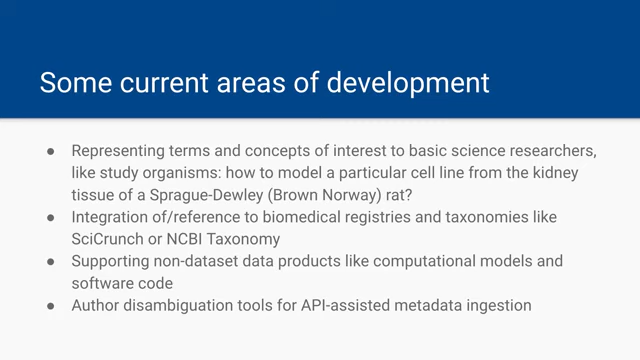 Some current areas of development
● Representing terms and concepts of interest to basic science researchers,
like study organisms: how to model a particular cell line from the kidney
tissue of a Sprague-Dewley (Brown Norway) rat?
● Integration of/reference to biomedical registries and taxonomies like
SciCrunch or NCBI Taxonomy
● Supporting non-dataset data products like computational models and
software code
● Author disambiguation tools for API-assisted metadata ingestion